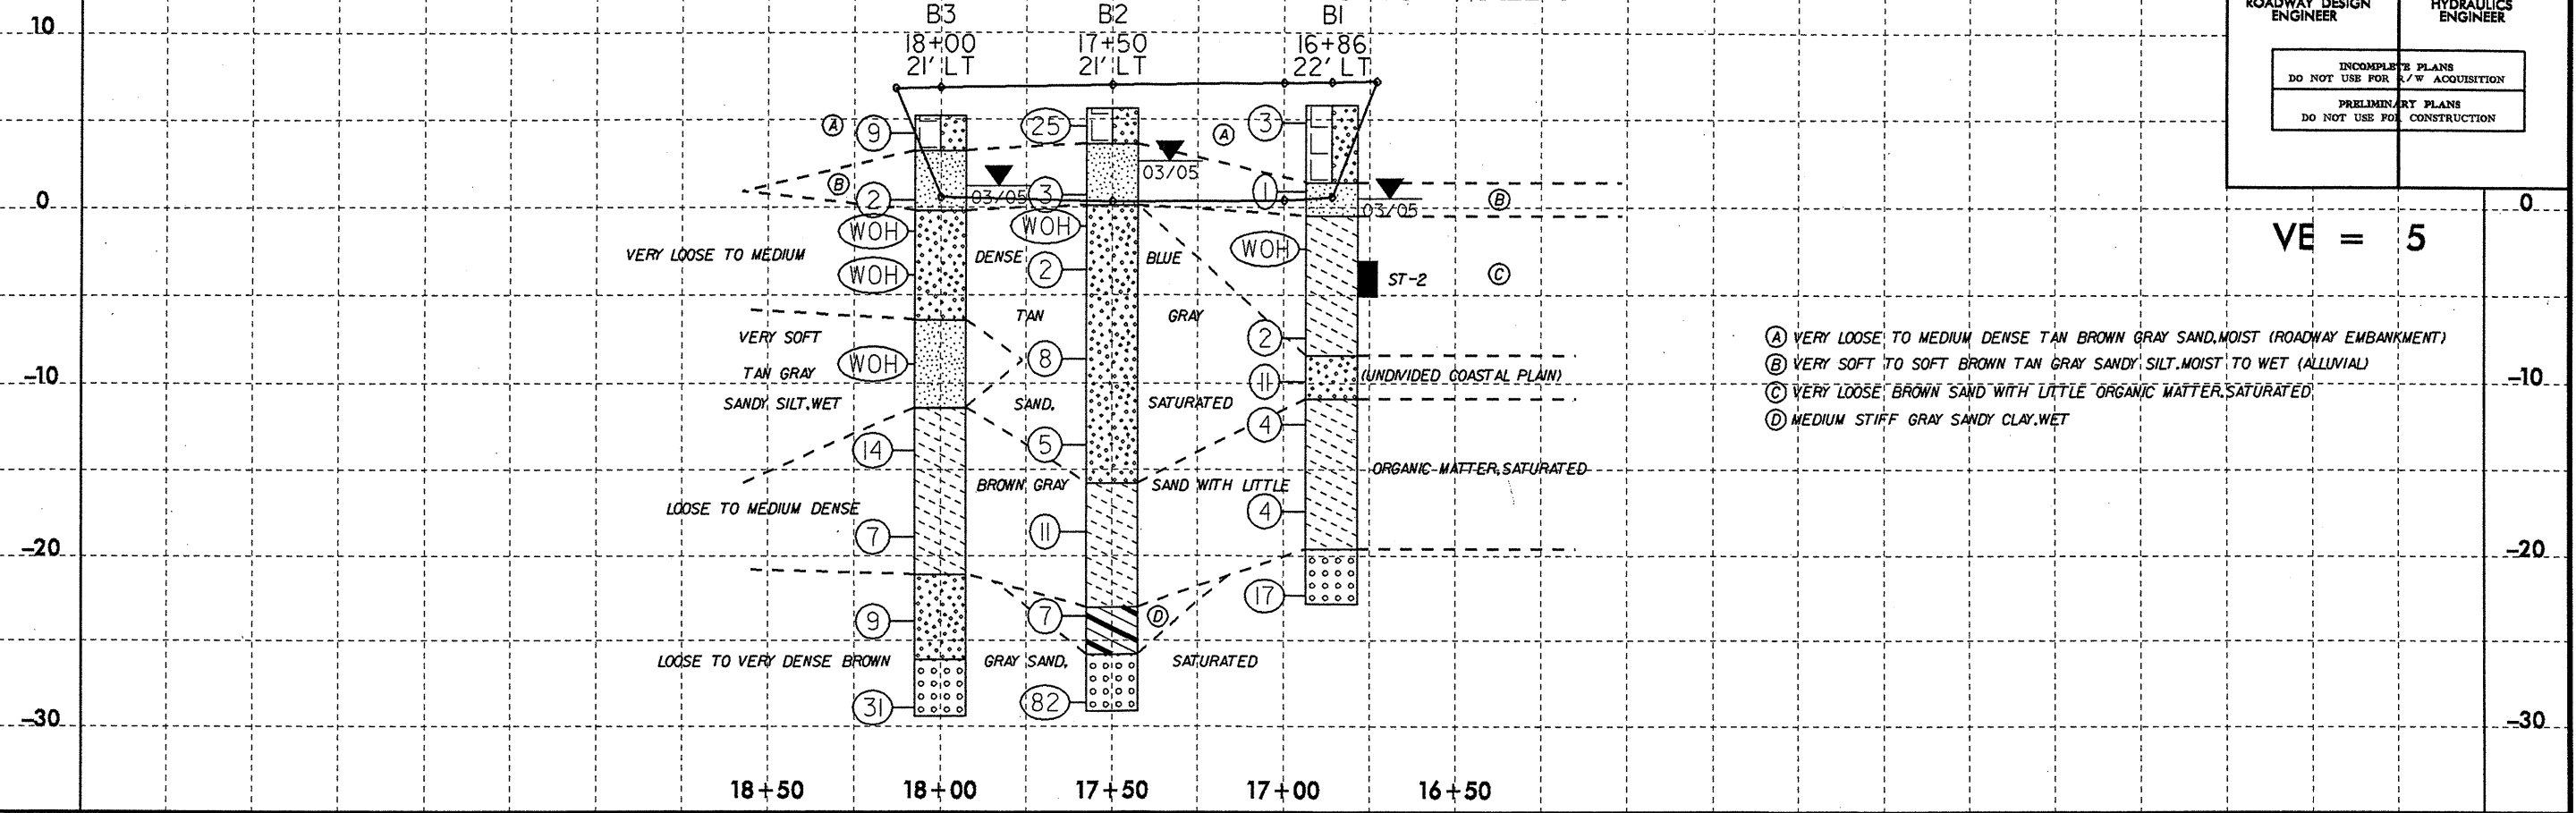 ROADWAY DESIGN
ENGINEER
HYDRAULICS
ENGINEER
INCOMPLETE PLANS
DO NOT USE FOR R/W ACQUISITION
PRELIMINARY PLANS
DO NOT USE FOR CONSTRUCTION
VE = 5
10
0
-10
-20
-30
0
-10
-20
-30
B3
18+00
21' LT
B2
17+50
21' LT
B1
16+86
22' LT
A
9
25
A
3
B
2
03/05
3
03/05
1
03/05
B
WOH
WOH
WOH
VERY LOOSE TO MEDIUM
DENSE
BLUE
WOH
2
ST-2
C
TAN
GRAY
VERY SOFT
2
WOH
8
TAN GRAY
11
(UNDIVIDED COASTAL PLAIN)
SANDY SILT, WET
SAND,
SATURATED
4
14
5
ORGANIC MATTER, SATURATED
BROWN GRAY
SAND WITH LITTLE
LOOSE TO MEDIUM DENSE
4
7
11
17
9
7
D
LOOSE TO VERY DENSE BROWN
GRAY SAND,
SATURATED
31
82
A VERY LOOSE TO MEDIUM DENSE TAN BROWN GRAY SAND, MOIST (ROADWAY EMBANKMENT)
B VERY SOFT TO SOFT BROWN TAN GRAY SANDY SILT, MOIST TO WET (ALLUVIAL)
C VERY LOOSE BROWN SAND WITH LITTLE ORGANIC MATTER, SATURATED
D MEDIUM STIFF GRAY SANDY CLAY, WET
18+50
18+00
17+50
17+00
16+50